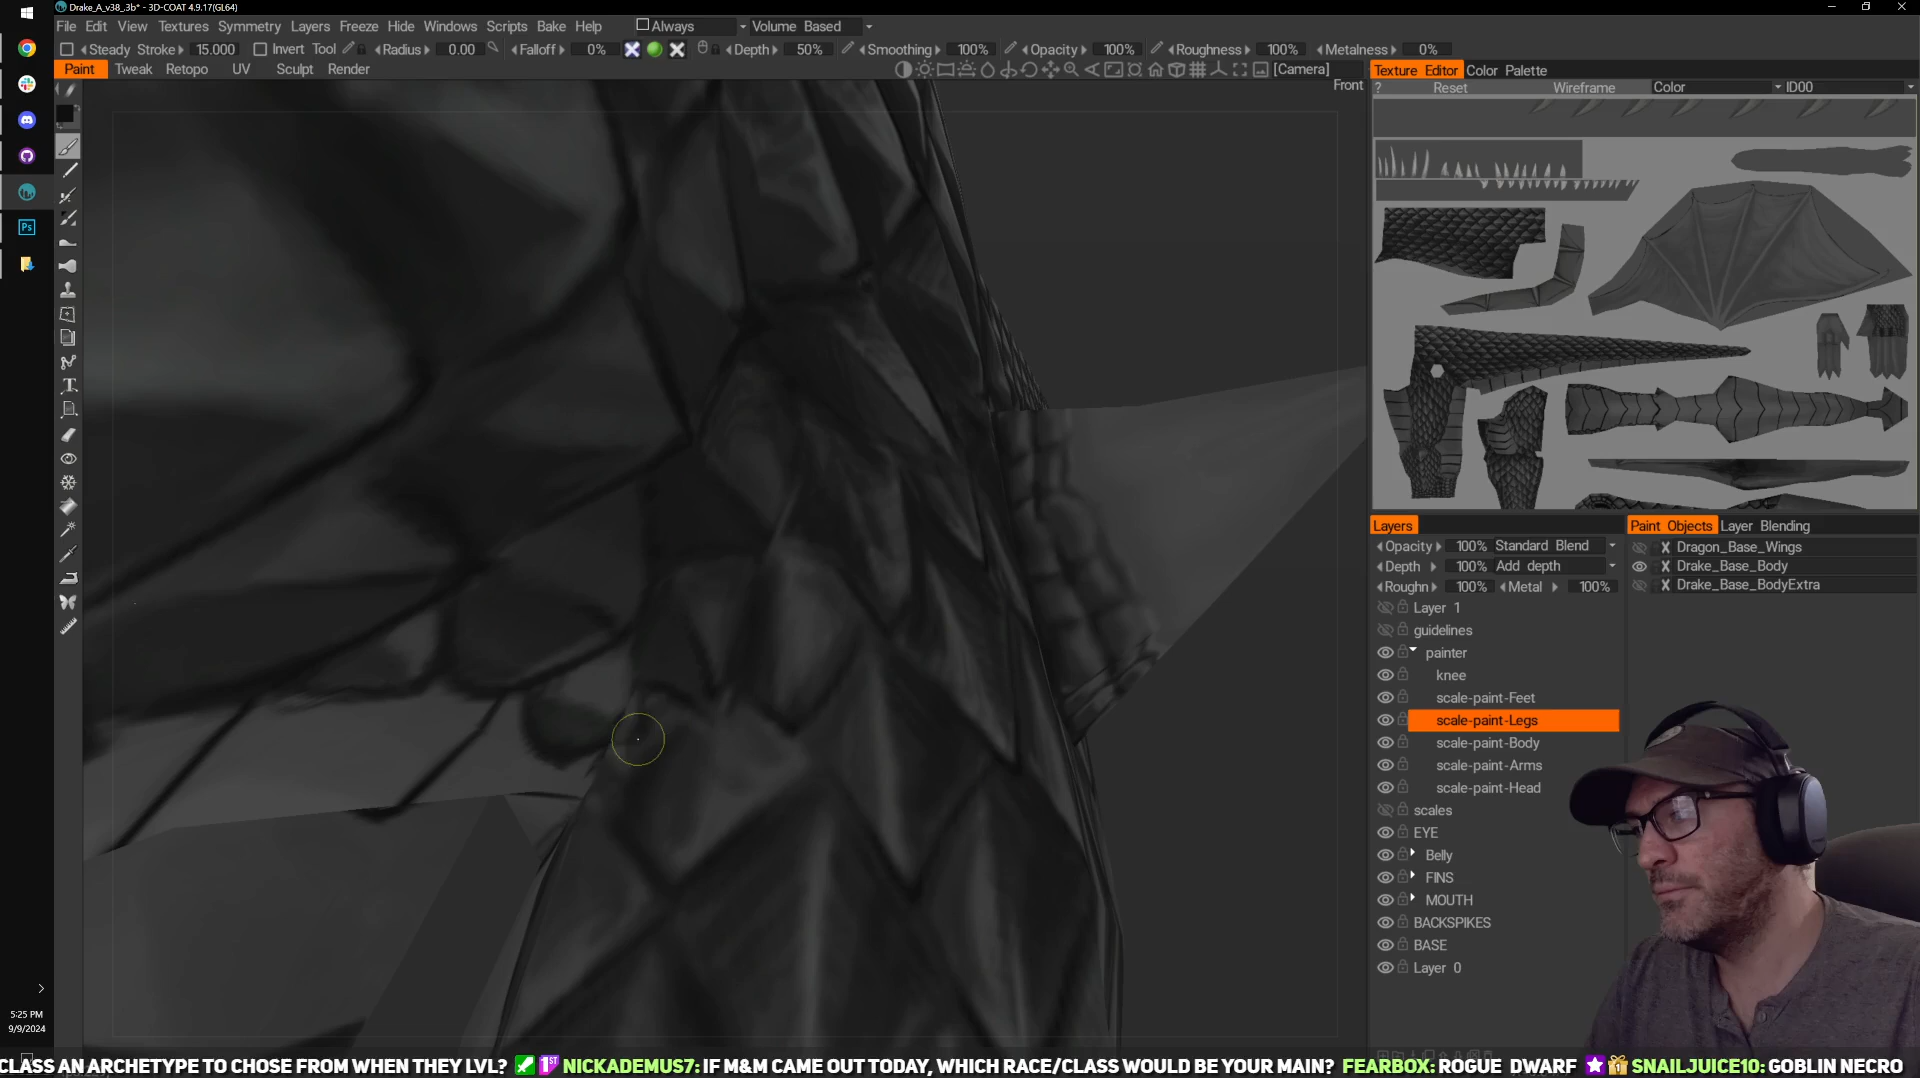 Drake_A_v38_.3b* - 3D-COAT 4.9.17(GL64)
File Edit View Textures Symmetry Layers Freeze Hide Windows Scripts Bake Help Always Volume Based
Steady Stroke 15.000 Invert Tool Radius 0.00 Falloff 0% Depth 50% Smoothing 100% Opacity 100% Roughness 100% Metalness 0%
Paint Tweak Retopo UV Sculpt Render [Camera]
Front
Texture Editor Color Palette
? Reset Wireframe Color ID00
Layers
Opacity 100% Standard Blend
Depth 100% Add depth
Roughn 100% Metal 100%
Layer 1
guidelines
painter
knee
scale-paint-Feet
scale-paint-Legs
scale-paint-Body
scale-paint-Arms
scale-paint-Head
scales
EYE
Belly
FINS
MOUTH
BACKSPIKES
BASE
Layer 0
Paint Objects Layer Blending
X Dragon_Base_Wings
X Drake_Base_Body
X Drake_Base_BodyExtra
Ps
5:25 PM
9/9/2024
CLASS AN ARCHETYPE TO CHOSE FROM WHEN THEY LVL? 1ST NICKADEMUS7: IF M&M CAME OUT TODAY, WHICH RACE/CLASS WOULD BE YOUR MAIN? FEARBOX: ROGUE DWARF 1 SNAILJUICE10: GOBLIN NECRO